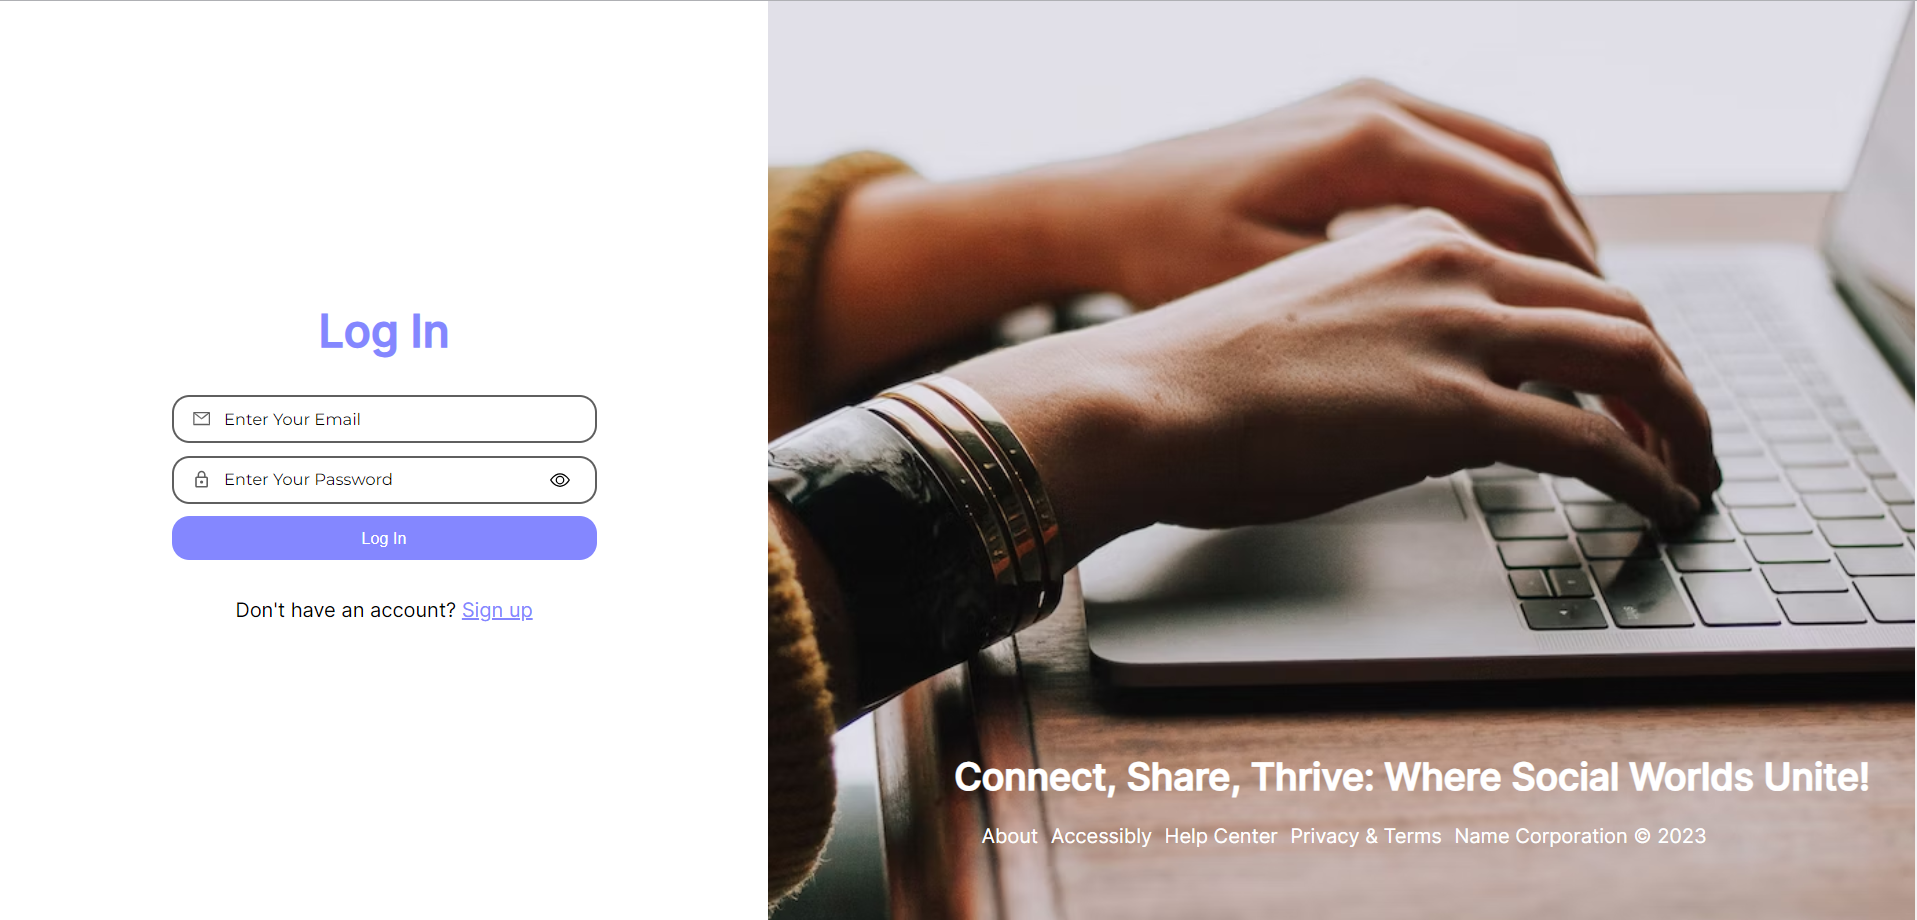 Log In
Enter Your Email
Enter Your Password
Log In
Don't have an account? Sign up
Connect, Share, Thrive: Where Social Worlds Unite!
About Accessibly Help Center Privacy & Terms Name Corporation © 2023